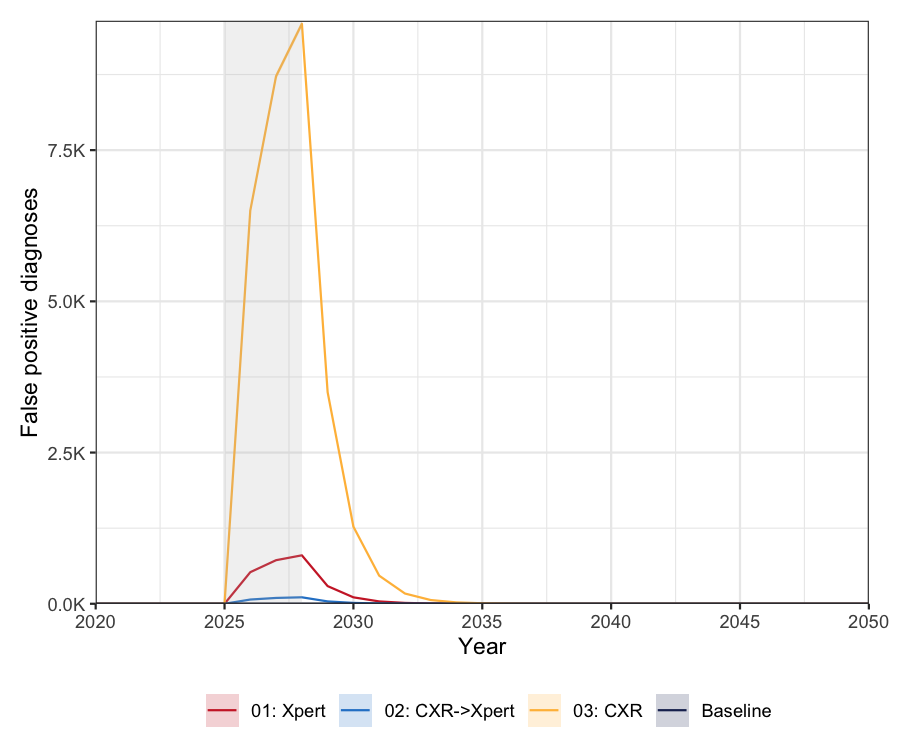 False positive diagnoses
7.5K
5.0K
2.5K
0.0K
2020 2025 2030 2035 2040 2045 2050
Year
01: Xpert 02: CXR->Xpert 03: CXR Baseline